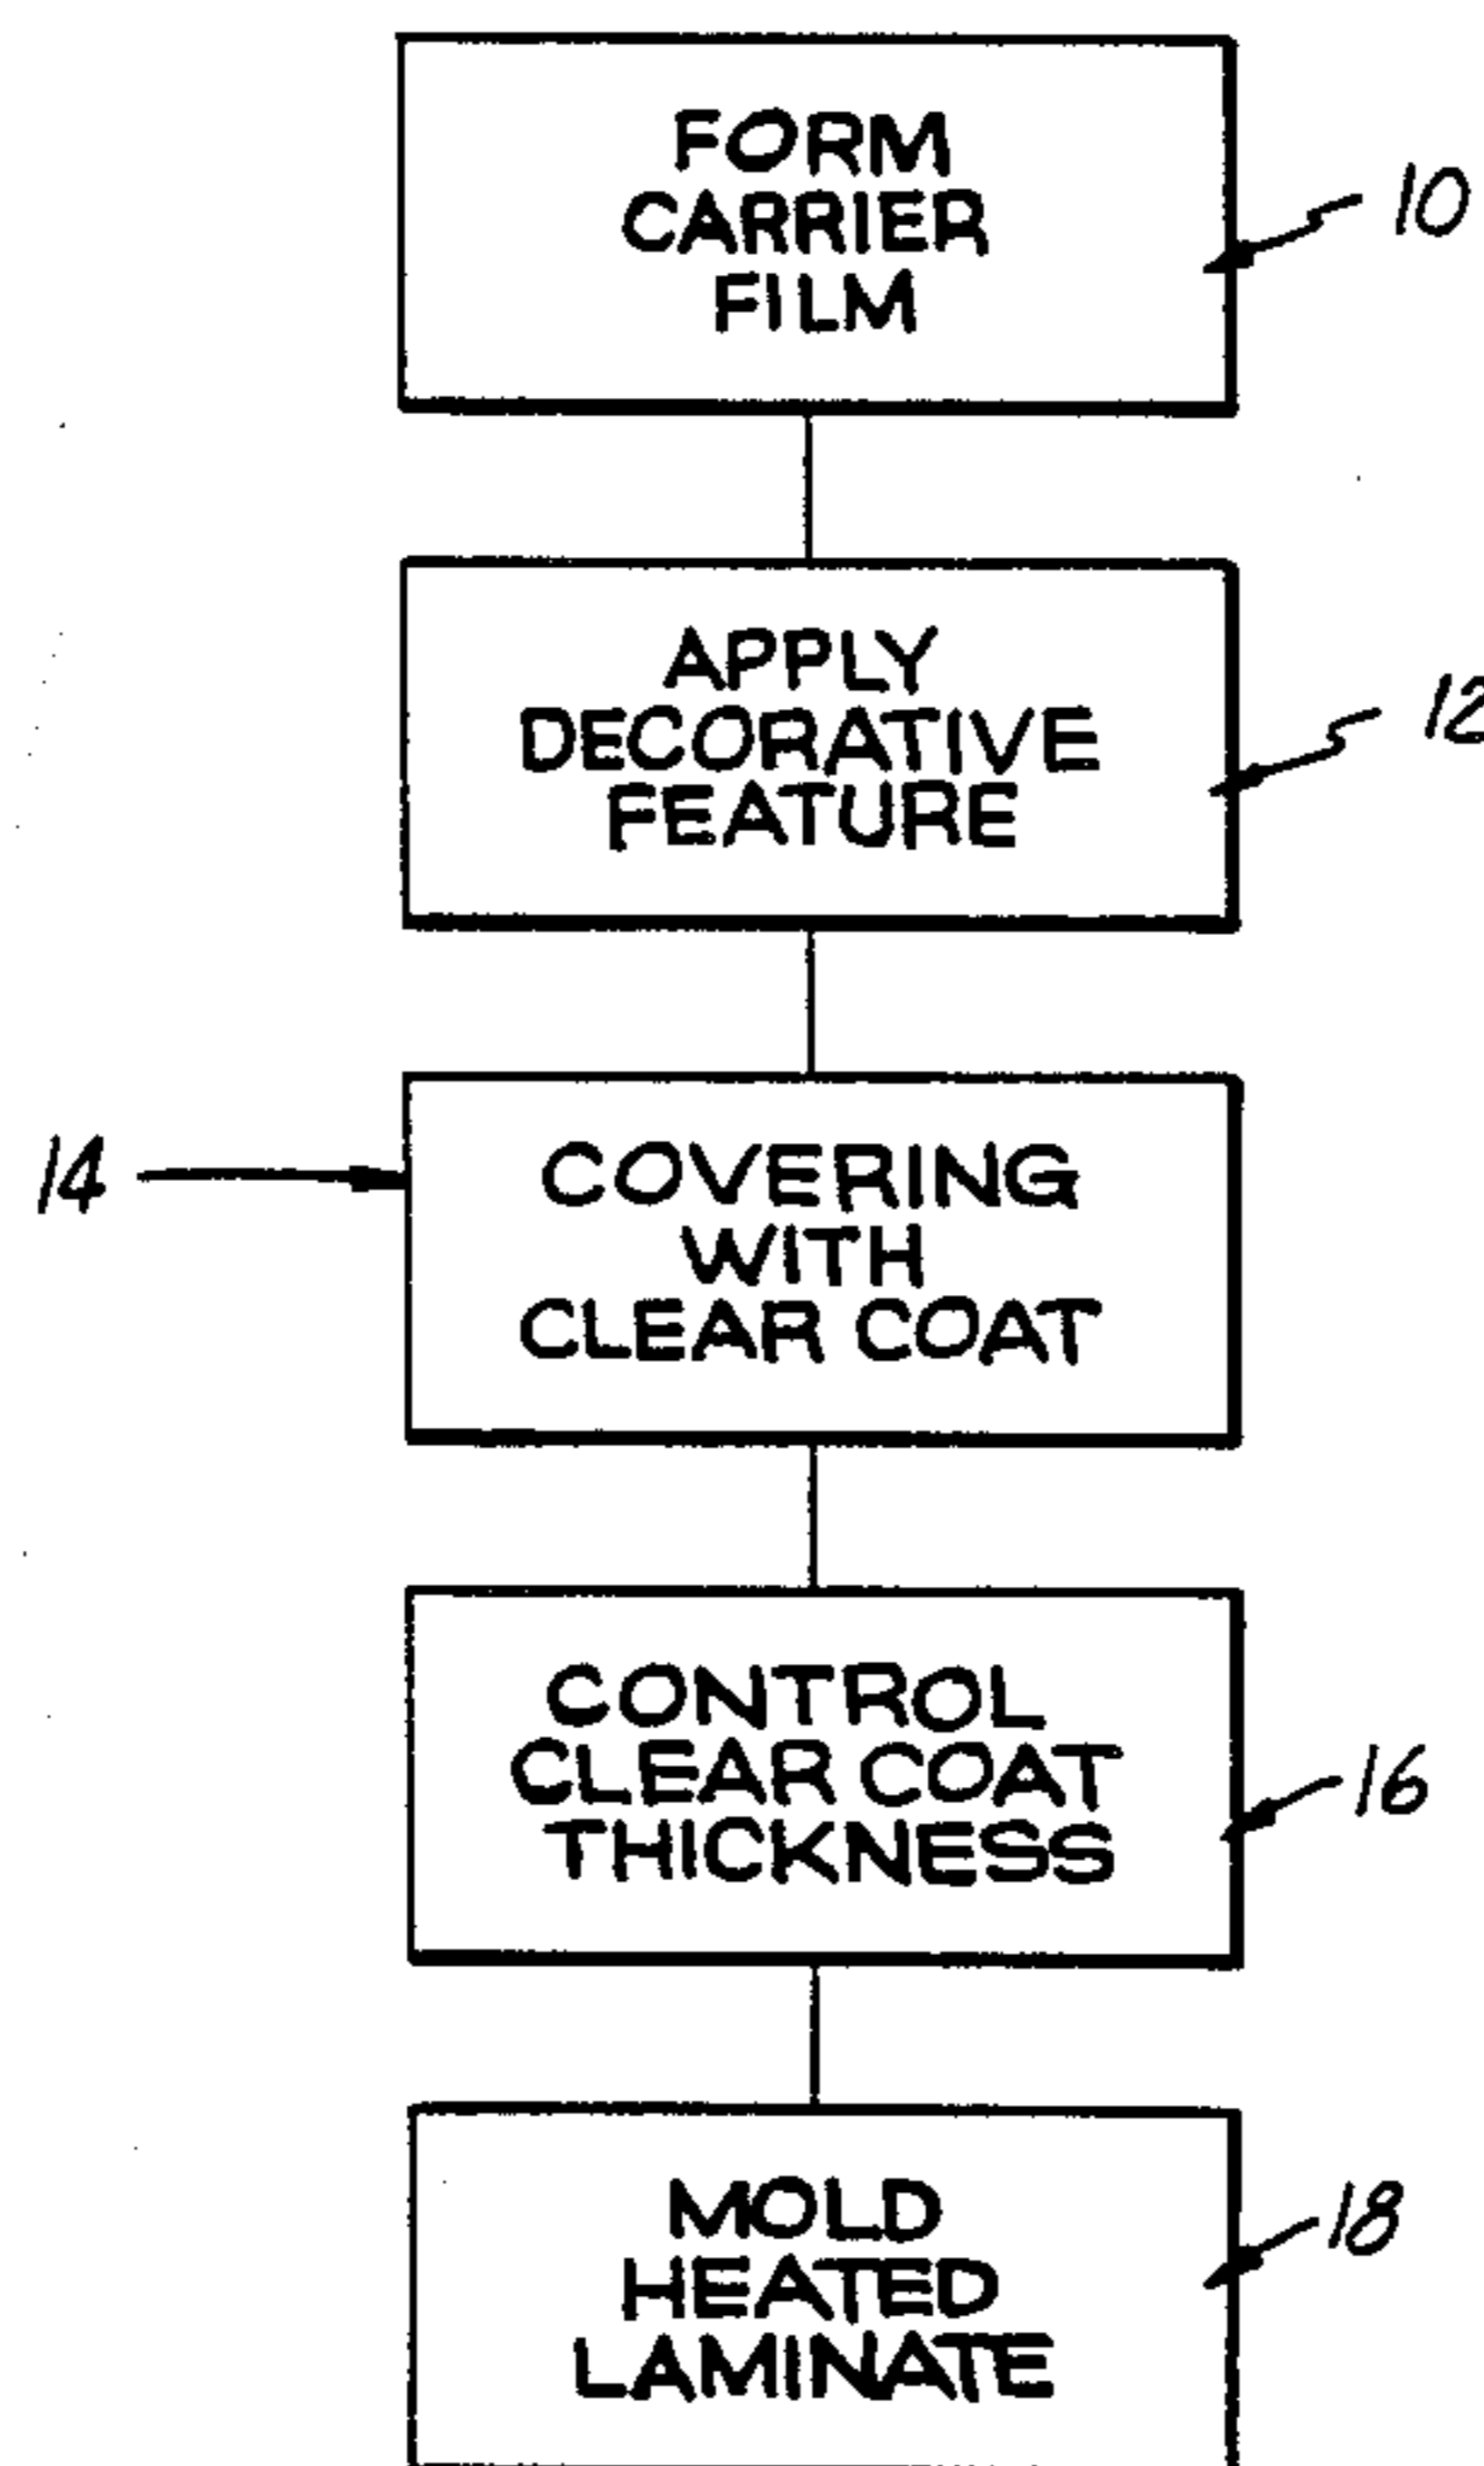 FORM
CARRIER
FILM
10
APPLY
DECORATIVE
FEATURE
12
14
COVERING
WITH
CLEAR COAT
CONTROL
CLEAR COAT
THICKNESS
16
MOLD
HEATED
LAMINATE
18